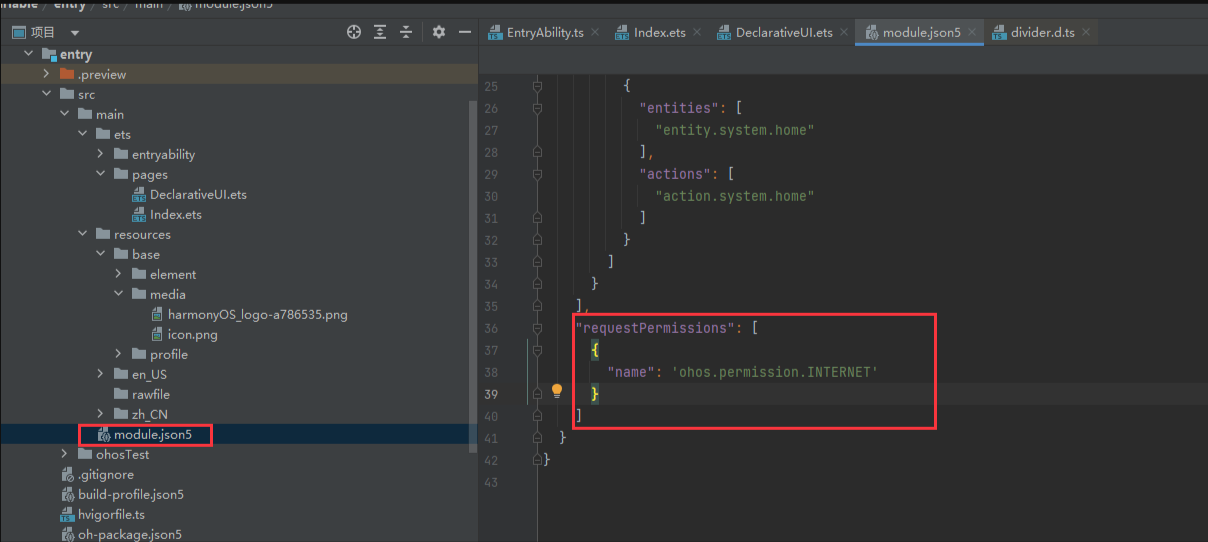 nable / entry / src / main / module.json5
项目
entry
.preview
src
main
ets
entryability
pages
DeclarativeUI.ets
Index.ets
resources
base
element
media
harmonyOS_logo-a786535.png
icon.png
profile
en_US
rawfile
zh_CN
module.json5
ohosTest
.gitignore
build-profile.json5
hvigorfile.ts
oh-package.json5
EntryAbility.ts
Index.ets
DeclarativeUI.ets
module.json5
divider.d.ts
25 {
26 "entities": [
27 "entity.system.home"
28 ],
29 "actions": [
30 "action.system.home"
31 ]
32 }
33 ]
34 }
35 ],
36 "requestPermissions": [
37 {
38 "name": 'ohos.permission.INTERNET'
39 }
40 ]
41 }
42 }
43